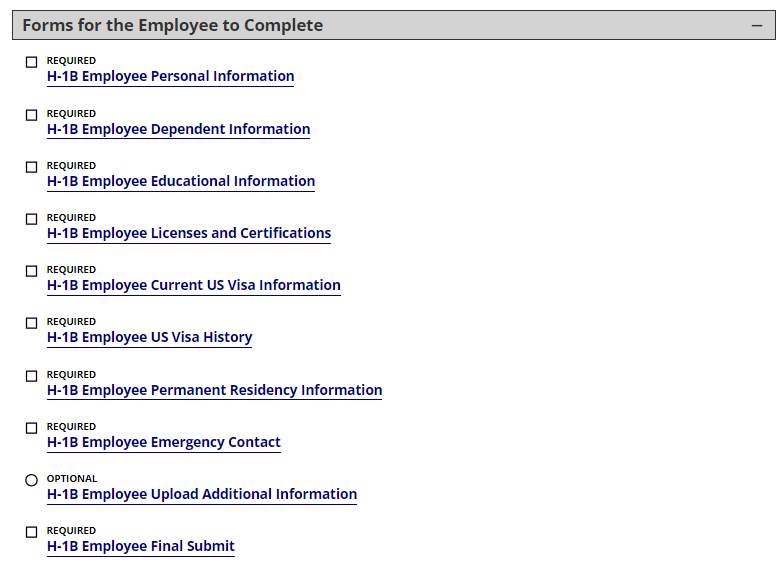 Forms for the Employee to Complete
REQUIRED
H-1B Employee Personal Information
REQUIRED
H-1B Employee Dependent Information
REQUIRED
H-1B Employee Educational Information
REQUIRED
H-1B Employee Licenses and Certifications
REQUIRED
H-1B Employee Current US Visa Information
REQUIRED
H-1B Employee US Visa History
REQUIRED
H-1B Employee Permanent Residency Information
REQUIRED
H-1B Employee Emergency Contact
OPTIONAL
H-1B Employee Upload Additional Information
REQUIRED
H-1B Employee Final Submit